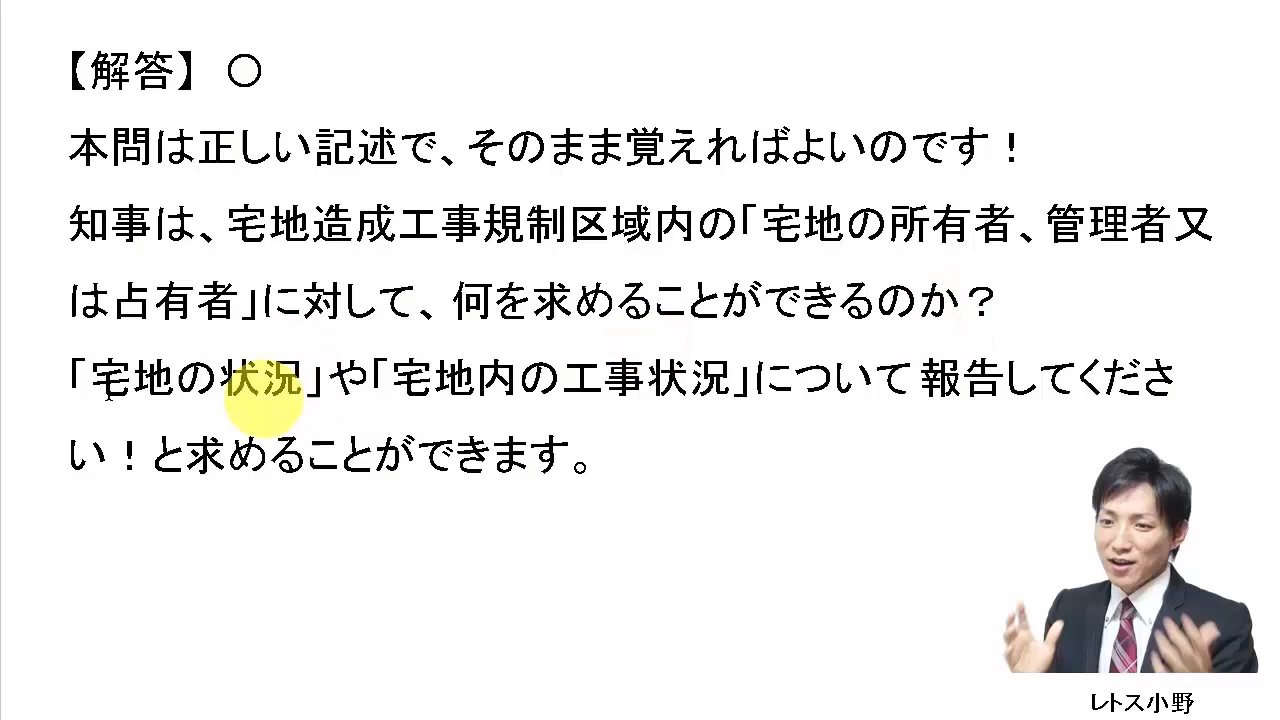 【解答】 ○
本問は正しい記述で、そのまま覚えればよいのです！
知事は、宅地造成工事規制区域内の「宅地の所有者、管理者又
は占有者」に対して、何を求めることができるのか？
「宅地の状況」や「宅地内の工事状況」について報告してくださ
い！と求めることができます。
レトス小野